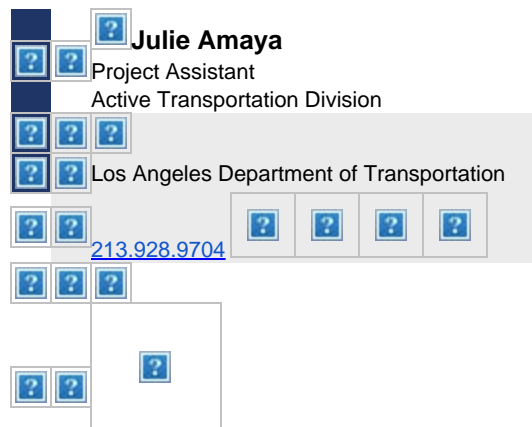 Julie Amaya
Project Assistant
Active Transportation Division
Los Angeles Department of Transportation
213.928.9704